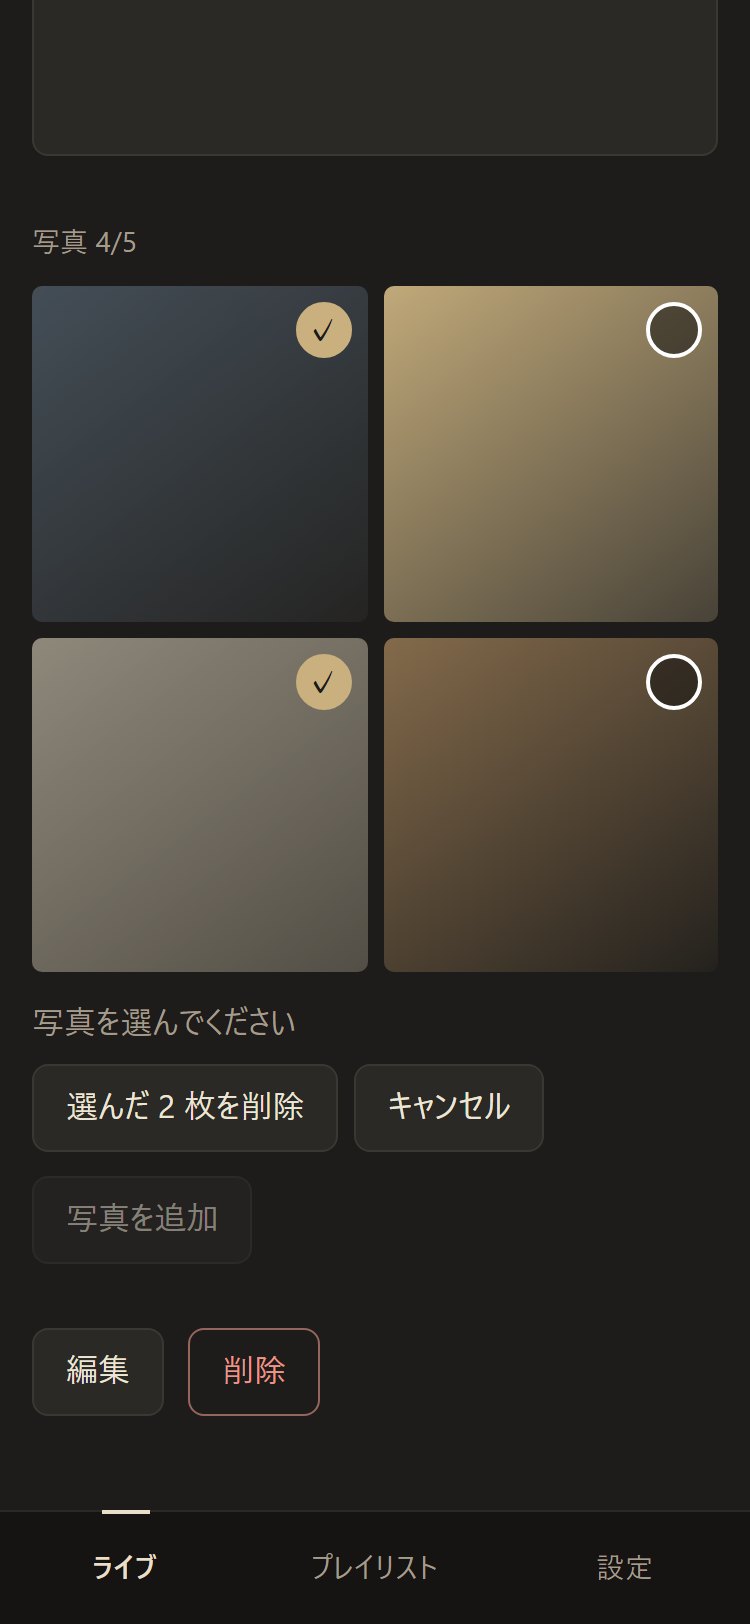 写真 4/5
写真を選んでください
選んだ 2 枚を削除
キャンセル
写真を追加
編集
削除
ライブ
プレイリスト
設定